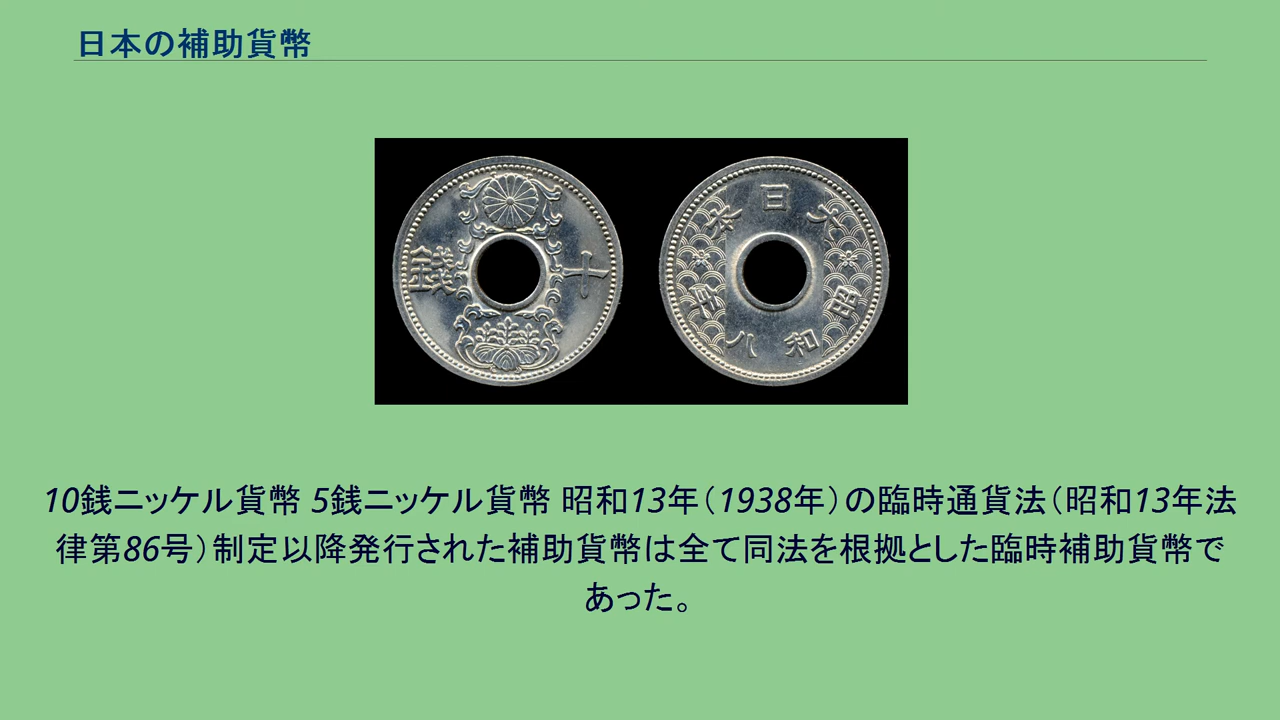 日本の補助貨幣
銭 十
大日本
昭和八年
10銭ニッケル貨幣 5銭ニッケル貨幣 昭和13年（1938年）の臨時通貨法（昭和13年法
律第86号）制定以降発行された補助貨幣は全て同法を根拠とした臨時補助貨幣で
あった。